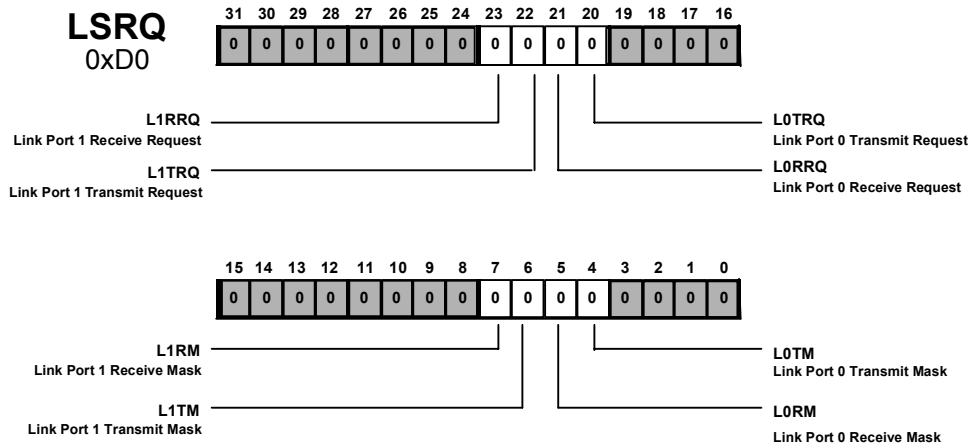 LSRQ
0xD0
31 30 29 28 27 26 25 24 23 22 21 20 19 18 17 16
0 0 0 0 0 0 0 0 0 0 0 0 0 0 0 0
L1RRQ
Link Port 1 Receive Request
L1TRQ
Link Port 1 Transmit Request
L0TRQ
Link Port 0 Transmit Request
L0RRQ
Link Port 0 Receive Request
15 14 13 12 11 10 9 8 7 6 5 4 3 2 1 0
0 0 0 0 0 0 0 0 0 0 0 0 0 0 0 0
L1RM
Link Port 1 Receive Mask
L1TM
Link Port 1 Transmit Mask
L0TM
Link Port 0 Transmit Mask
L0RM
Link Port 0 Receive Mask